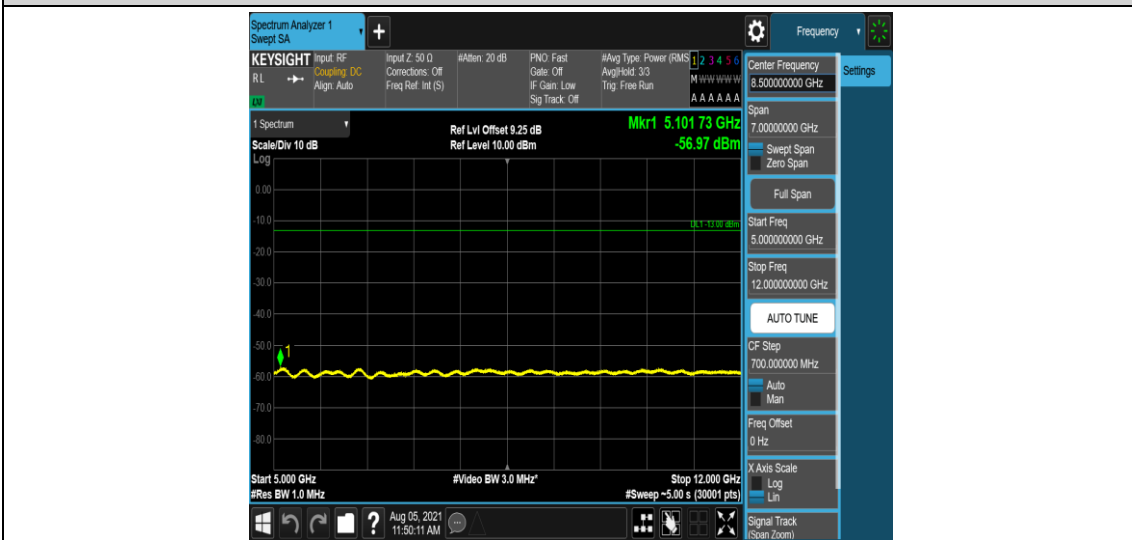 Spectrum Analyzer 1
Swept SA
+
Frequency
KEYSIGHT
RL
LXI
Input: RF
Coupling: DC
Align: Auto
Input Z: 50 Ω
Corrections: Off
Freq Ref: Int (S)
#Atten: 20 dB
PNO: Fast
Gate: Off
IF Gain: Low
Sig Track: Off
#Avg Type: Power (RMS
Avg|Hold: 3/3
Trig: Free Run
1 2 3 4 5 6
M W W W W W
A A A A A A
1 Spectrum
Scale/Div 10 dB
Log
Ref Lvl Offset 9.25 dB
Ref Level 10.00 dBm
Mkr1 5.101 73 GHz
-56.97 dBm
0.00
-10.0
DL1 -13.00 dBm
-20.0
-30.0
-40.0
-50.0
1
-60.0
-70.0
-80.0
Start 5.000 GHz
#Res BW 1.0 MHz
#Video BW 3.0 MHz*
Stop 12.000 GHz
#Sweep ~5.00 s (30001 pts)
Center Frequency
8.500000000 GHz
Settings
Span
7.00000000 GHz
Swept Span
Zero Span
Full Span
Start Freq
5.000000000 GHz
Stop Freq
12.000000000 GHz
AUTO TUNE
CF Step
700.000000 MHz
Auto
Man
Freq Offset
0 Hz
X Axis Scale
Log
Lin
Signal Track
(Span Zoom)
?
Aug 05, 2021
11:50:11 AM